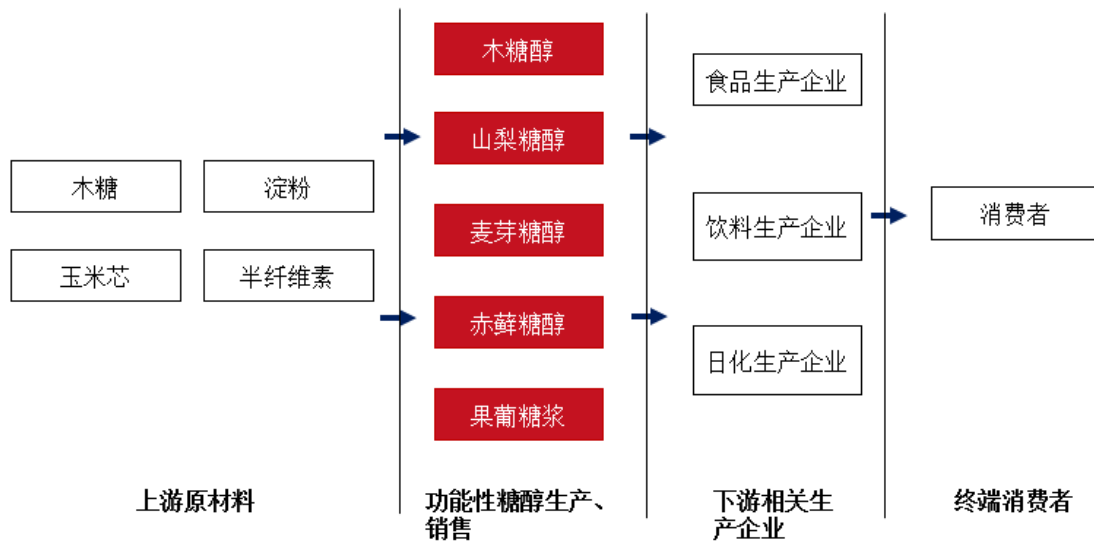 木糖
淀粉
玉米芯
半纤维素
上游原材料
木糖醇
山梨糖醇
麦芽糖醇
赤藓糖醇
果葡糖浆
功能性糖醇生产、
销售
食品生产企业
饮料生产企业
日化生产企业
下游相关生
产企业
消费者
终端消费者